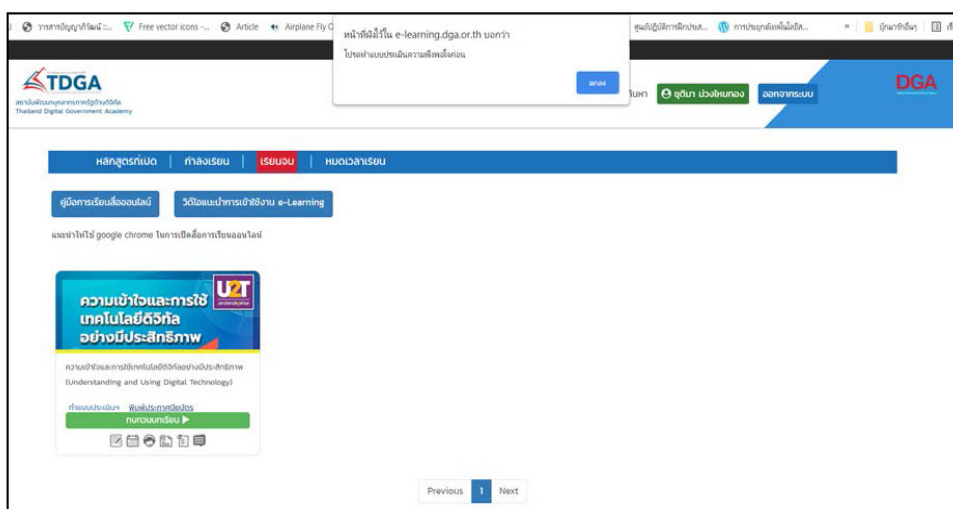 วารสารปัญญาภิวัฒน์ :...
Free vector icons -...
Article
Airplane Fly O
การประยุกต์เทคโนโลยีส...
»
บุ๊กมาร์กอื่นๆ
หน้าที่ฝังไว้ใน e-learning.dga.or.th บอกว่า
โปรดทำแบบประเมินความพึงพอใจก่อน
ตกลง
TDGA
สถาบันพัฒนาบุคลากรภาครัฐด้านดิจิทัล
Thailand Digital Government Academy
ค้นหา
ชุติมา ม่วงไหมทอง
ออกจากระบบ
DGA
หลักสูตรที่เปิด | กำลังเรียน | เรียนจบ | หมดเวลาเรียน
คู่มือการเรียนสื่อออนไลน์
วิดีโอแนะนำการเข้าใช้งาน e-Learning
แนะนำให้ใช้ google chrome ในการเปิดสื่อการเรียนออนไลน์
U2T
ความเข้าใจและการใช้
เทคโนโลยีดิจิทัล
อย่างมีประสิทธิภาพ
ความเข้าใจและการใช้เทคโนโลยีดิจิทัลอย่างมีประสิทธิภาพ
(Understanding and Using Digital Technology)
ทำแบบประเมินฯ พิมพ์ประกาศนียบัตร
ทบทวนบทเรียน
Previous 1 Next